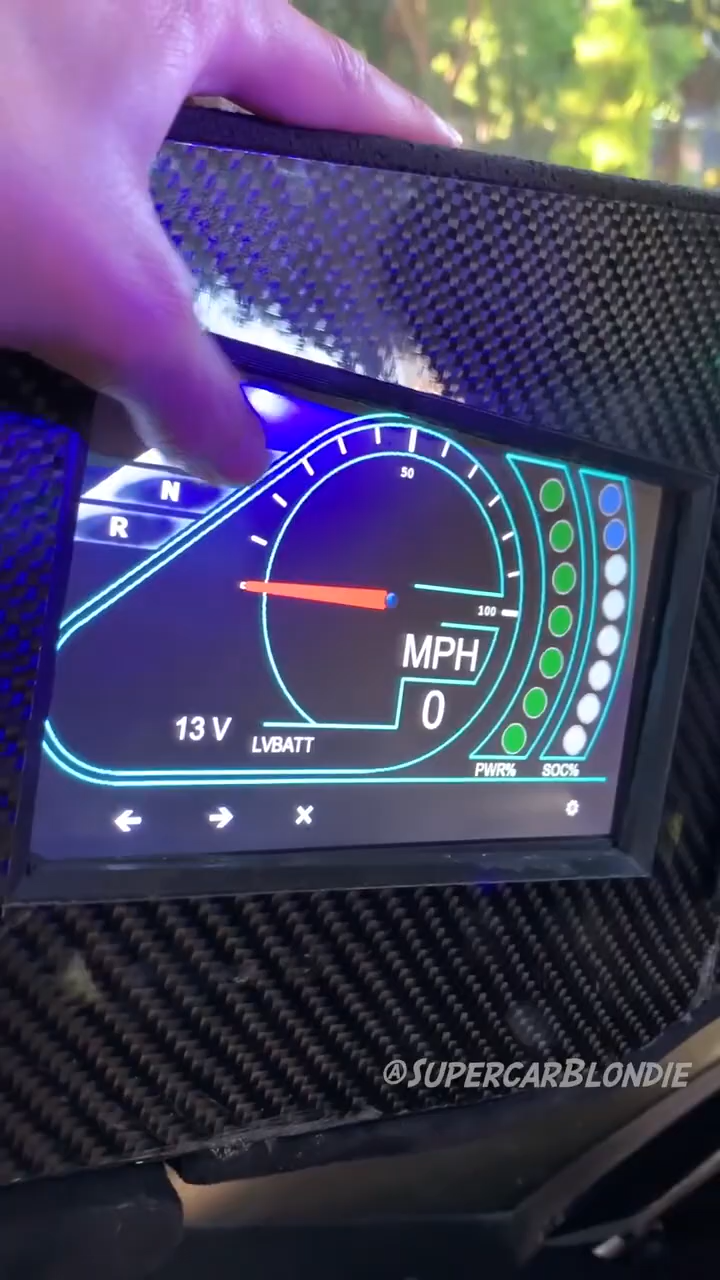 N
R
50
100
MPH
0
13 V
LVBATT
PWR%
SOC%
@SUPERCARBLONDIE